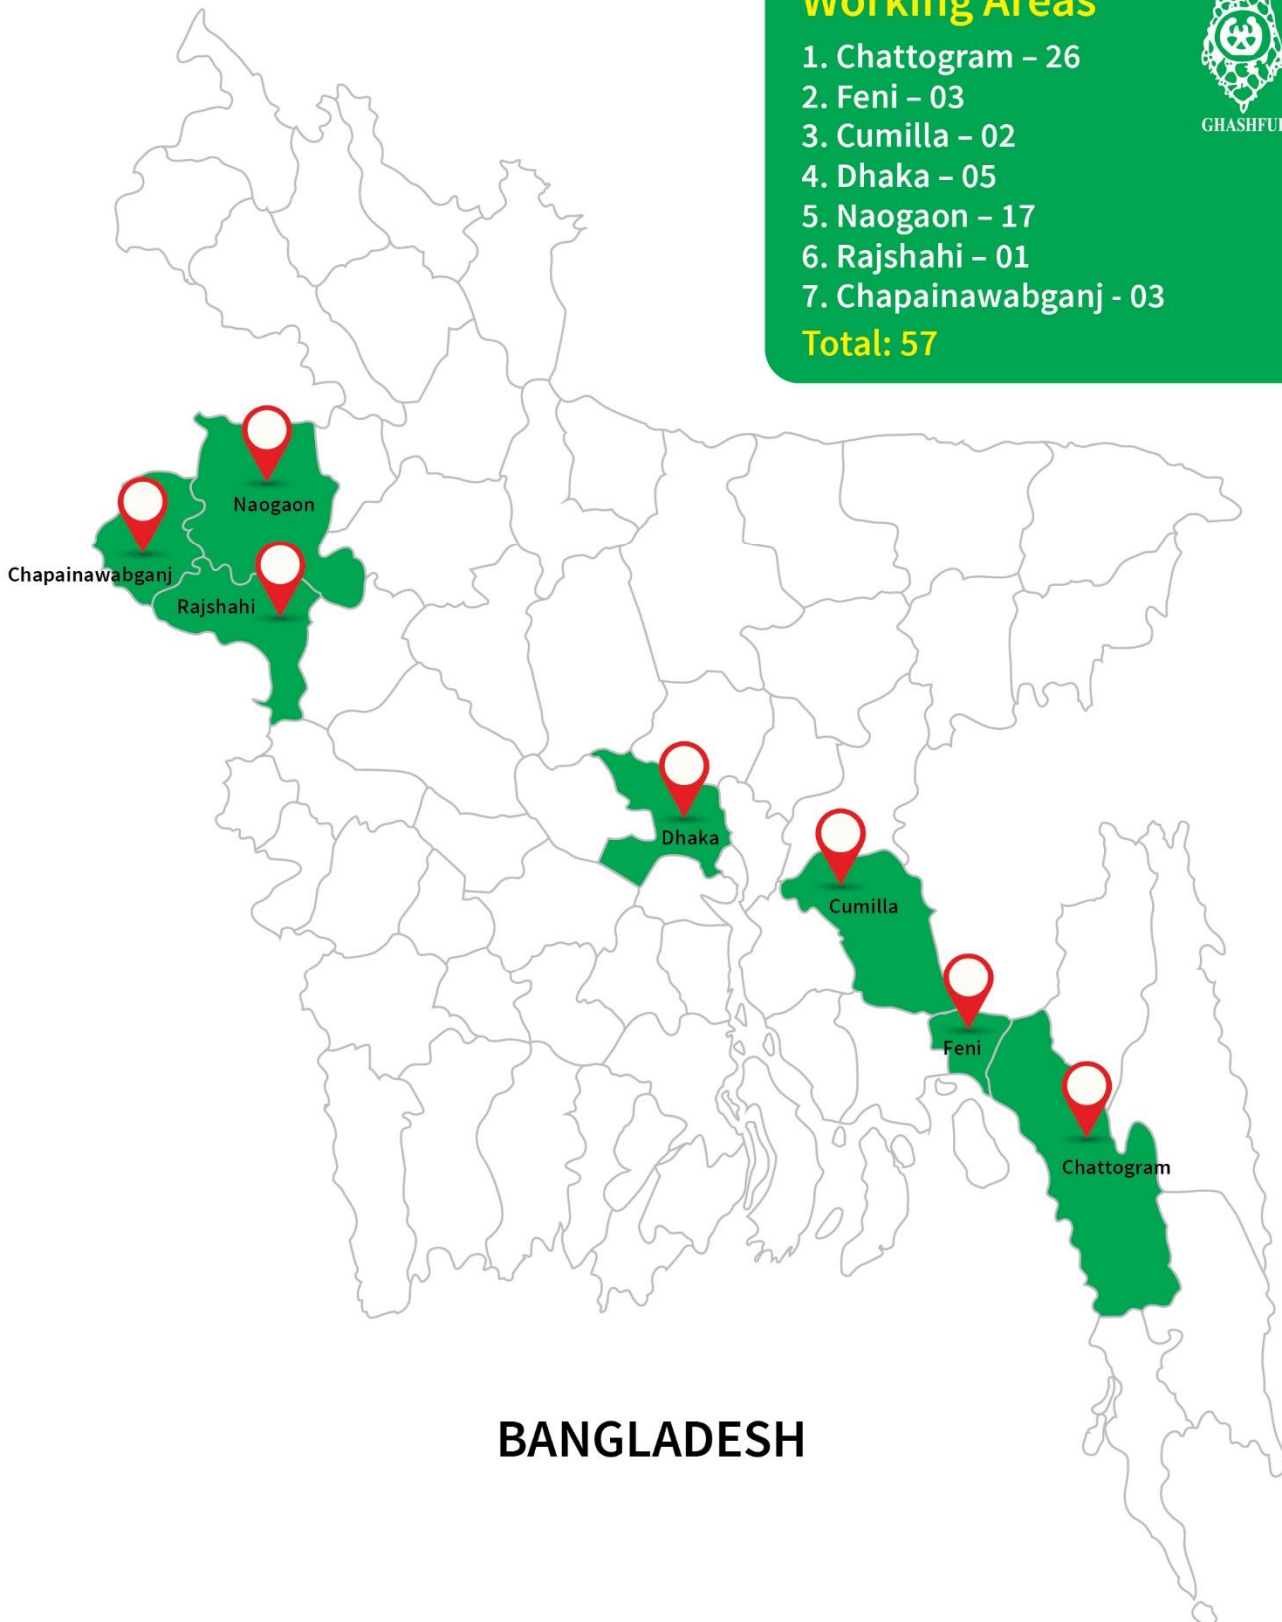 Working Areas
1. Chattogram – 26
2. Feni – 03
3. Cumilla – 02
4. Dhaka – 05
5. Naogaon – 17
6. Rajshahi – 01
7. Chapainawabganj - 03
Total: 57
GHASHFUL
Naogaon
Chapainawabganj
Rajshahi
Dhaka
Cumilla
Feni
Chattogram
BANGLADESH